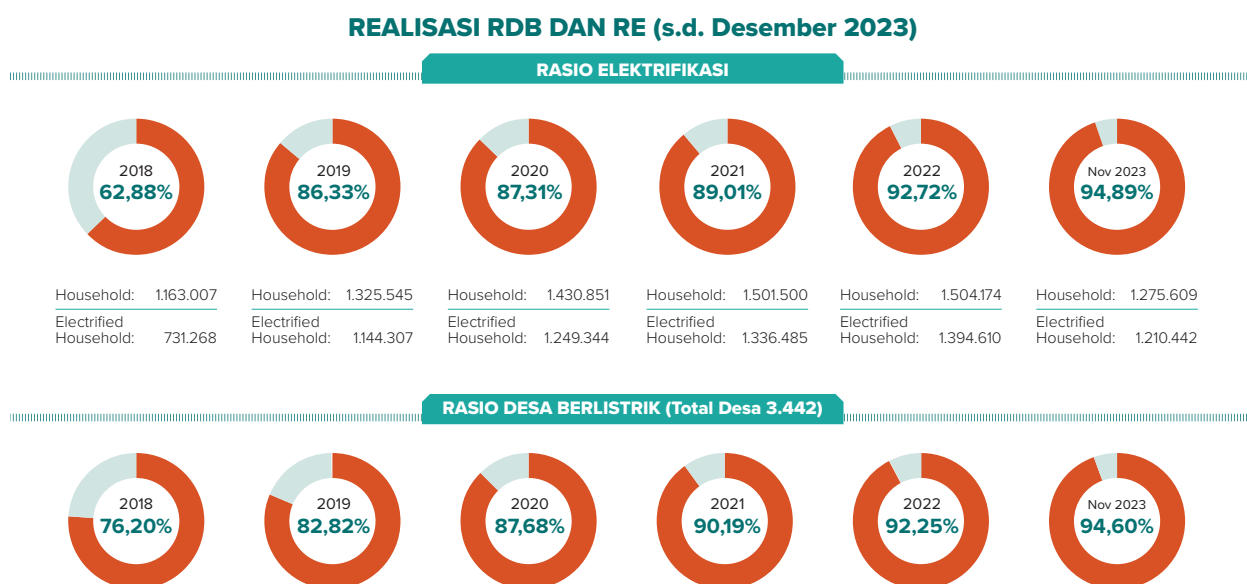 REALISASI RDB DAN RE (s.d. Desember 2023)
RASIO ELEKTRIFIKASI
2018
62,88%
2019
86,33%
2020
87,31%
2021
89,01%
2022
92,72%
Nov 2023
94,89%
Household: 1.163.007
Electrified
Household: 731.268
Household: 1.325.545
Electrified
Household: 1.144.307
Household: 1.430.851
Electrified
Household: 1.249.344
Household: 1.501.500
Electrified
Household: 1.336.485
Household: 1.504.174
Electrified
Household: 1.394.610
Household: 1.275.609
Electrified
Household: 1.210.442
RASIO DESA BERLISTRIK (Total Desa 3.442)
2018
76,20%
2019
82,82%
2020
87,68%
2021
90,19%
2022
92,25%
Nov 2023
94,60%